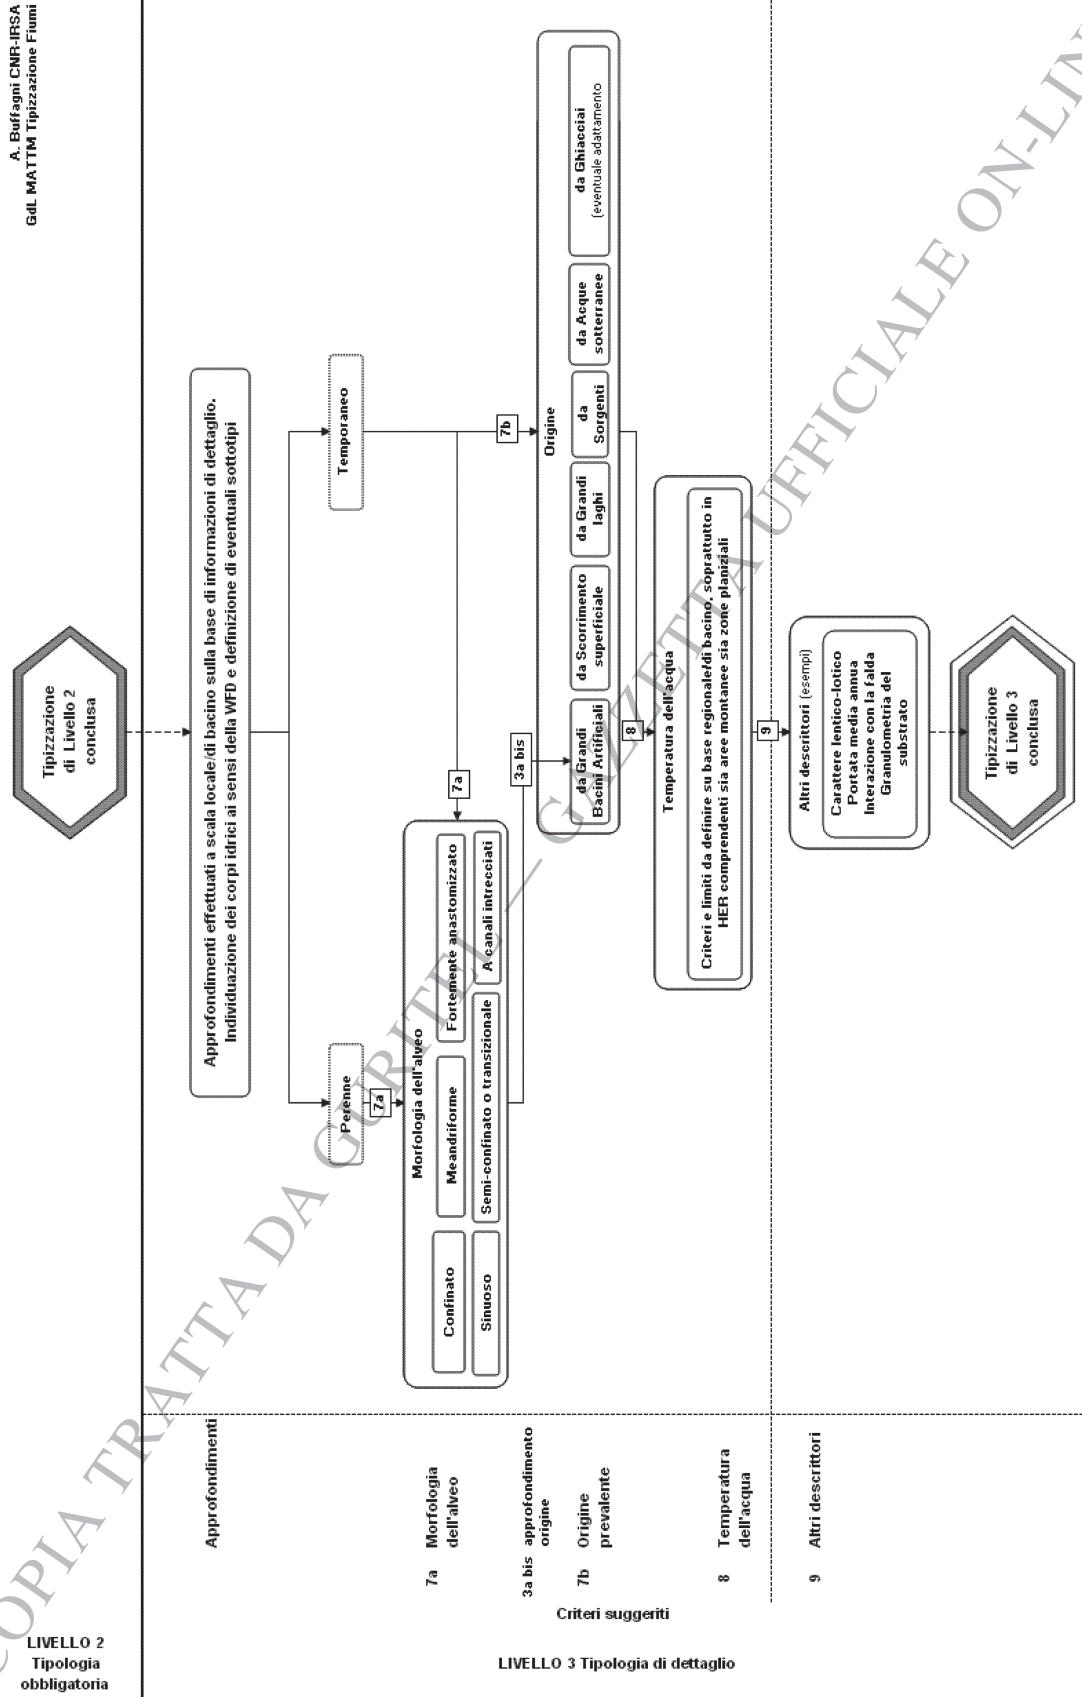 A. Buffagni CNR-IRSA
GdL MATTM Tipizzazione Fiumi
LIVELLO 2
Tipologia
obbligatoria
Tipizzazione
di Livello 2
conclusa
Approfondimenti
Approfondimenti effettuati a scala locale/di bacino sulla base di informazioni di dettaglio.
Individuazione dei corpi idrici ai sensi della WFD e definizione di eventuali sottotipi
Perenne
Temporaneo
7a
7a
7b
7a
Morfologia
dell'alveo
Morfologia dell'alveo
Confinato
Meandriforme
Fortemente anastomizzato
Sinuoso
Semi-confinato o transizionale
A canali intrecciati
3a bis
3a bis
approfondimento
origine
7b
Origine
prevalente
Origine
da Grandi
Bacini Artificiali
da Scorrimento
superficiale
da Grandi
laghi
da
Sorgenti
da Acque
sotterranee
da Ghiacciai
(eventuale adattamento)
8
8
Temperatura
dell'acqua
Temperatura dell'acqua
Criteri e limiti da definire su base regionale/di bacino, soprattutto in
HER comprendenti sia aree montane e sia zone planiziali
9
9
Altri descrittori
Altri descrittori (esempi)
Carattere lentico-lotico
Portata media annua
Interazione con la falda
Granulometria del
substrato
Tipizzazione
di Livello 3
conclusa
Criteri suggeriti
LIVELLO 3 Tipologia di dettaglio
COPIA TRATTA DA GURITEL — GAZZETTA UFFICIALE ON-LINE